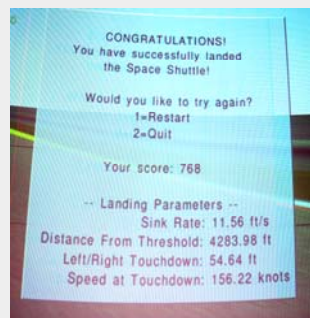 CONGRATULATIONS!
You have successfully landed
the Space Shuttle!
Would you like to try again?
1=Restart
2=Quit
Your score: 768
-- Landing Parameters --
Sink Rate: 11.56 ft/s
Distance From Threshold: 4283.98 ft
Left/Right Touchdown: 54.64 ft
Speed at Touchdown: 156.22 knots